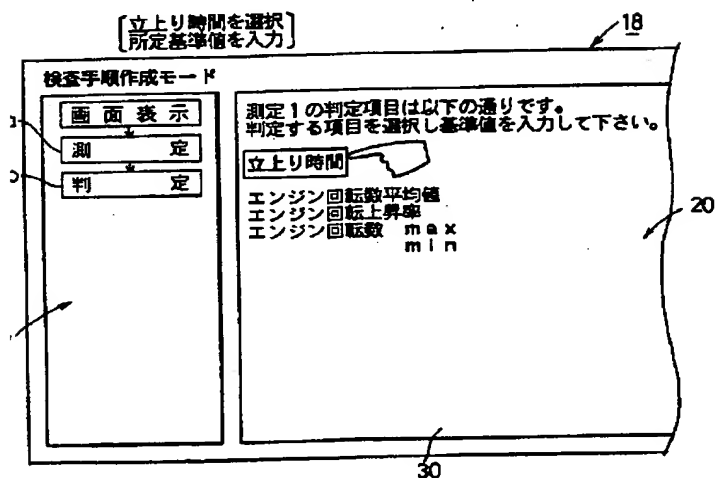 立上り時間を選択
所定基準値を入力
18
検査手順作成モード
画面表示
測定
判定
測定1の判定項目は以下の通りです。
判定する項目を選択し基準値を入力して下さい。
立上り時間
エンジン回転数平均値
エンジン回転上昇率
エンジン回転数 max
min
20
30